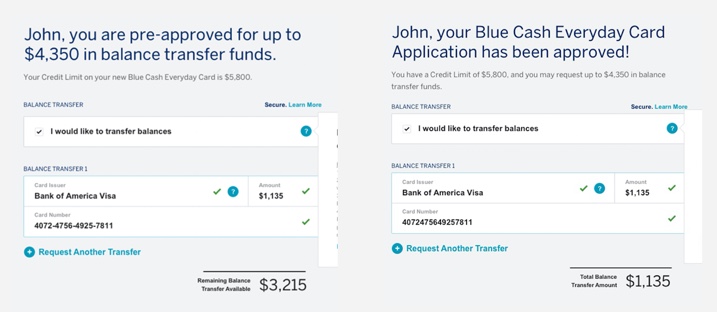 John, you are pre-approved for up to
$4,350 in balance transfer funds.
Your Credit Limit on your new Blue Cash Everyday Card is $5,800.
BALANCE TRANSFER
Secure. Learn More
I would like to transfer balances
?
BALANCE TRANSFER 1
Card Issuer
Bank of America Visa
?
Amount
$1,135
Card Number
4072-4756-4925-7811
Request Another Transfer
Remaining Balance
Transfer Available
$3,215
John, your Blue Cash Everyday Card
Application has been approved!
You have a Credit Limit of $5,800, and you may request up to $4,350 in balance
transfer funds.
BALANCE TRANSFER
Secure. Learn More
I would like to transfer balances
?
BALANCE TRANSFER 1
Card Issuer
Bank of America Visa
?
Amount
$1,135
Card Number
4072475649257811
Request Another Transfer
Total Balance
Transfer Amount
$1,135